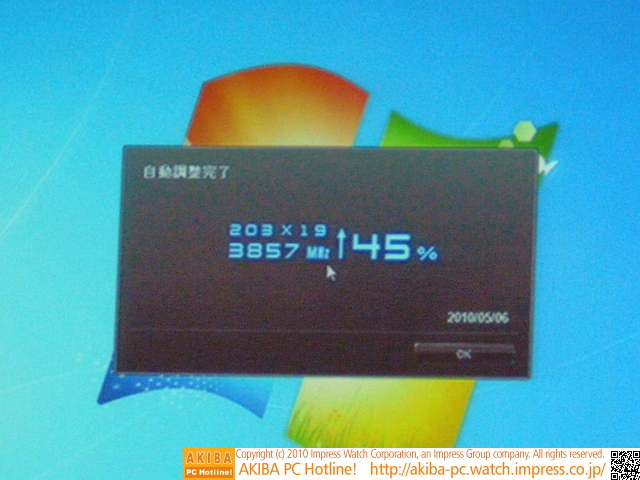 自動調整完了
203 X 19
3857 MHz ↑45 %
2010/05/06
OK
AKIBA
PC Hotline!
Copyright (c) 2010 Impress Watch Corporation, an Impress Group company. All rights reserved.
AKIBA PC Hotline! http://akiba-pc.watch.impress.co.jp/